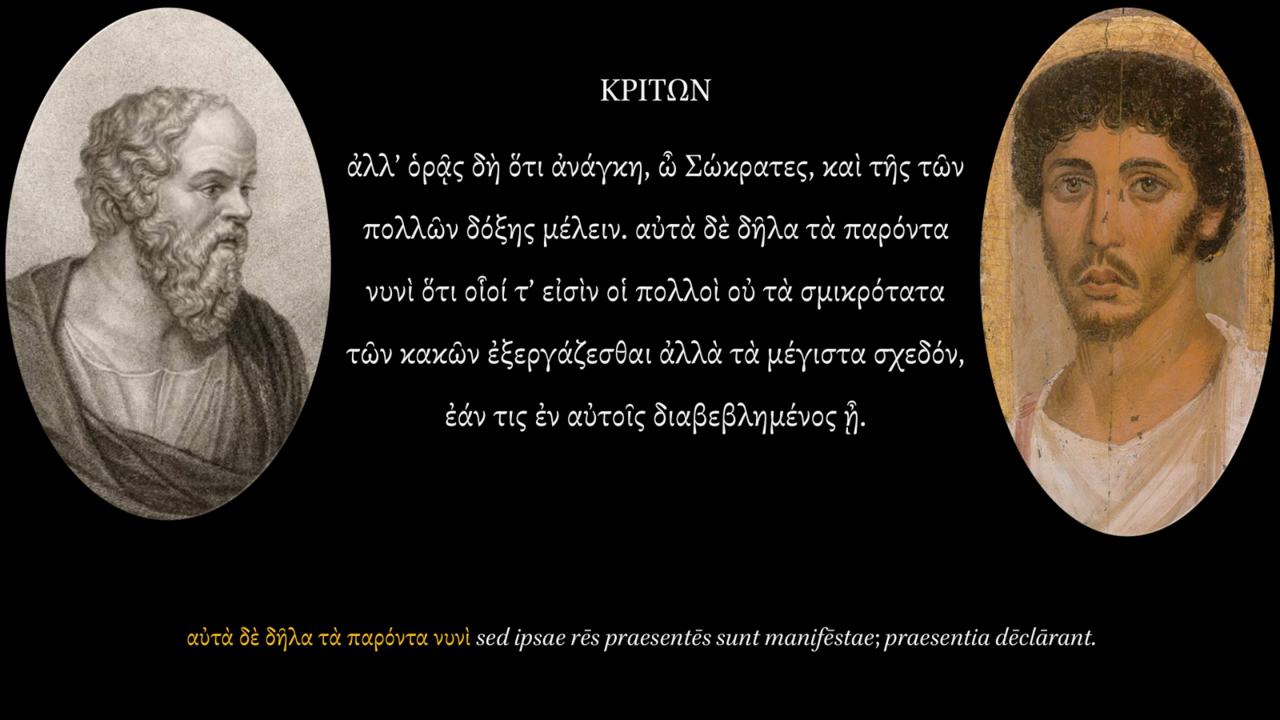 ΚΡΙΤΩΝ
ἀλλ’ ὁρᾷς δὴ ὅτι ἀνάγκη, ὦ Σώκρατες, καὶ τῆς τῶν
πολλῶν δόξης μέλειν. αὐτὰ δὲ δῆλα τὰ παρόντα
νυνὶ ὅτι οἷοί τ’ εἰσὶν οἱ πολλοὶ οὐ τὰ σμικρότατα
τῶν κακῶν ἐξεργάζεσθαι ἀλλὰ τὰ μέγιστα σχεδόν,
ἐάν τις ἐν αὐτοῖς διαβεβλημένος ᾖ.
αὐτὰ δὲ δῆλα τὰ παρόντα νυνὶ sed ipsae rēs praesentēs sunt manifēstae; praesentia dēclārant.